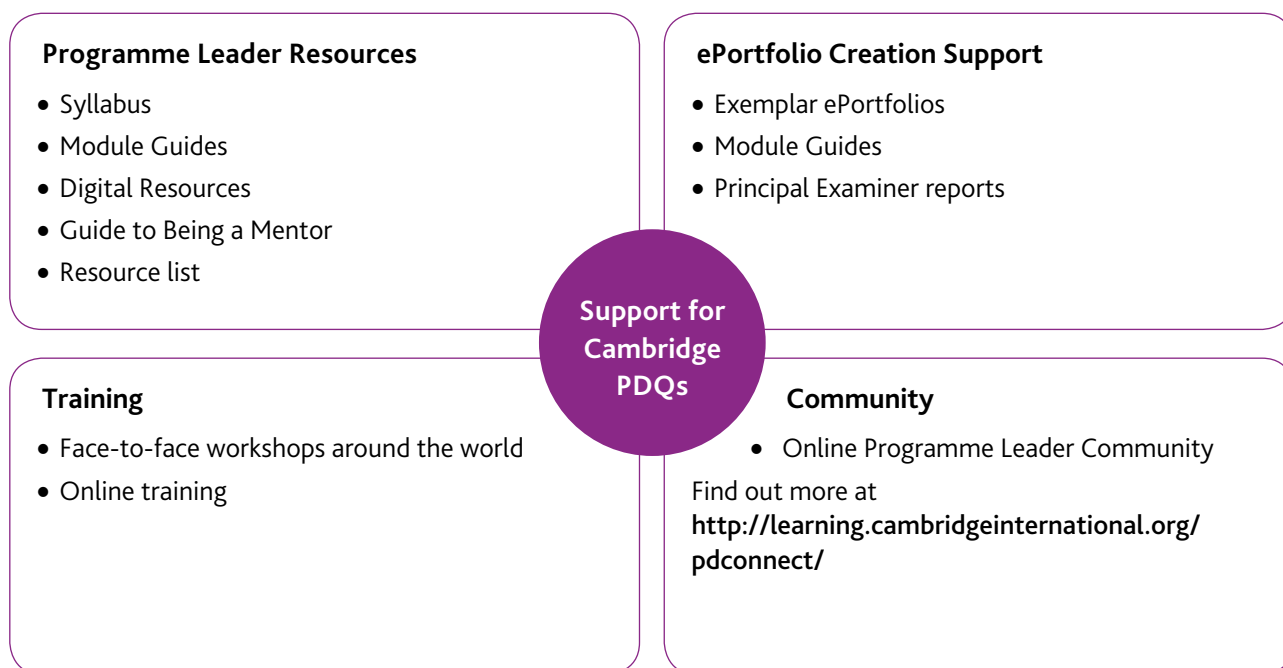 Programme Leader Resources
• Syllabus
• Module Guides
• Digital Resources
• Guide to Being a Mentor
• Resource list
ePortfolio Creation Support
• Exemplar ePortfolios
• Module Guides
• Principal Examiner reports
Support for
Cambridge
PDQs
Training
• Face-to-face workshops around the world
• Online training
Community
• Online Programme Leader Community
Find out more at
http://learning.cambridgeinternational.org/
pdconnect/